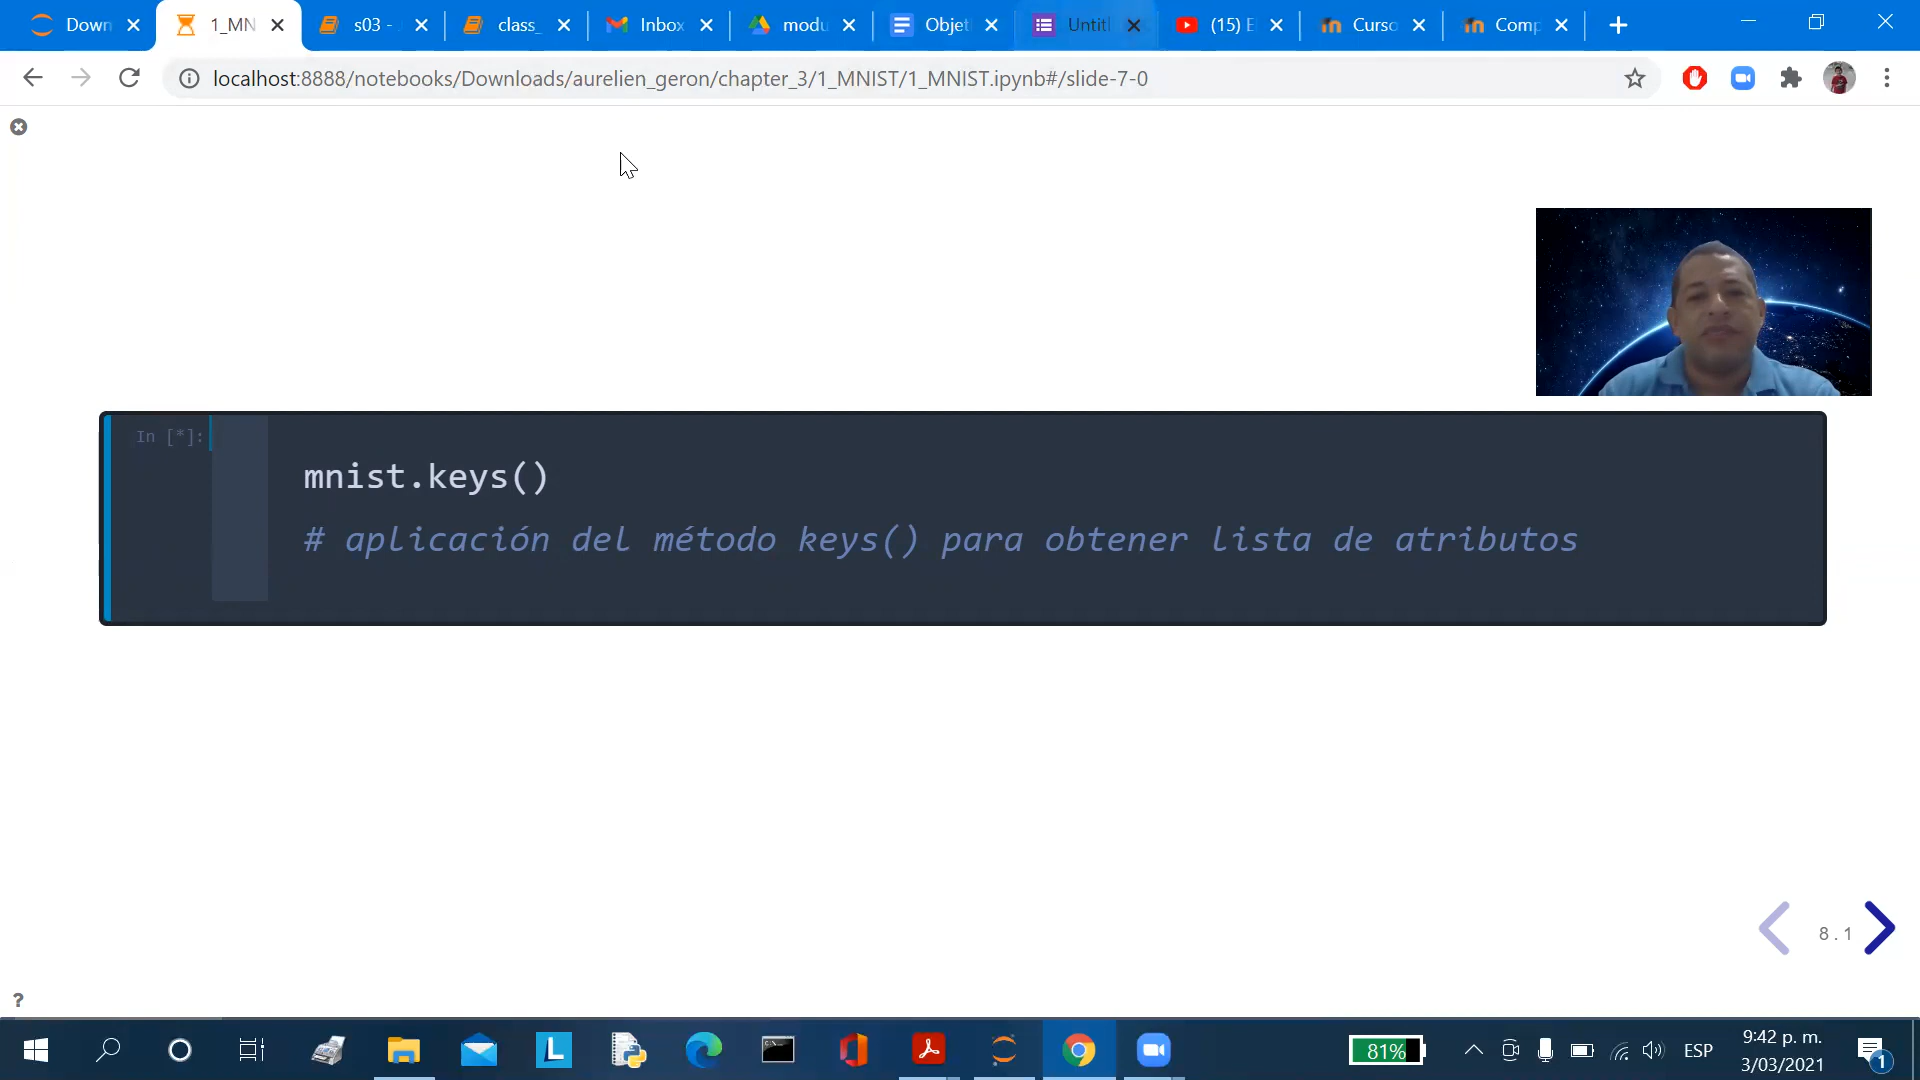 Down
1_MN
s03 -
class_
Inbox
modu
Objet
Untitl
(15) E
Curso
Comp
localhost:8888/notebooks/Downloads/aurelien_geron/chapter_3/1_MNIST/1_MNIST.ipynb#/slide-7-0
In [*]:
mnist.keys()
# aplicación del método keys() para obtener lista de atributos
8.1
?
L
81%
ESP
9:42 p. m.
3/03/2021
1